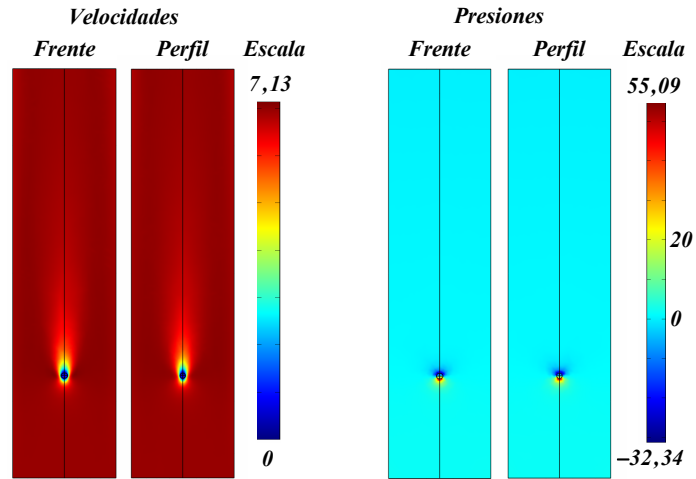 Velocidades
Presiones
Frente Perfil Escala
Frente Perfil Escala
7,13
55,09
20
0
0
−32,34